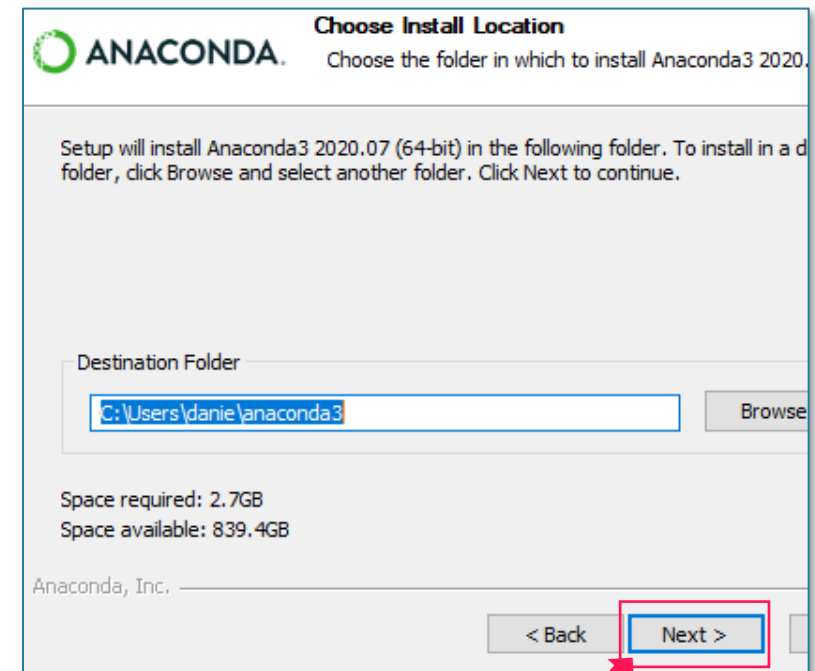 Choose Install Location
ANACONDA.
Choose the folder in which to install Anaconda3 2020.
Setup will install Anaconda3 2020.07 (64-bit) in the following folder. To install in a d
folder, click Browse and select another folder. Click Next to continue.
Destination Folder
C:\Users\danie\anaconda3
Browse
Space required: 2.7GB
Space available: 839.4GB
Anaconda, Inc.
< Back
Next >